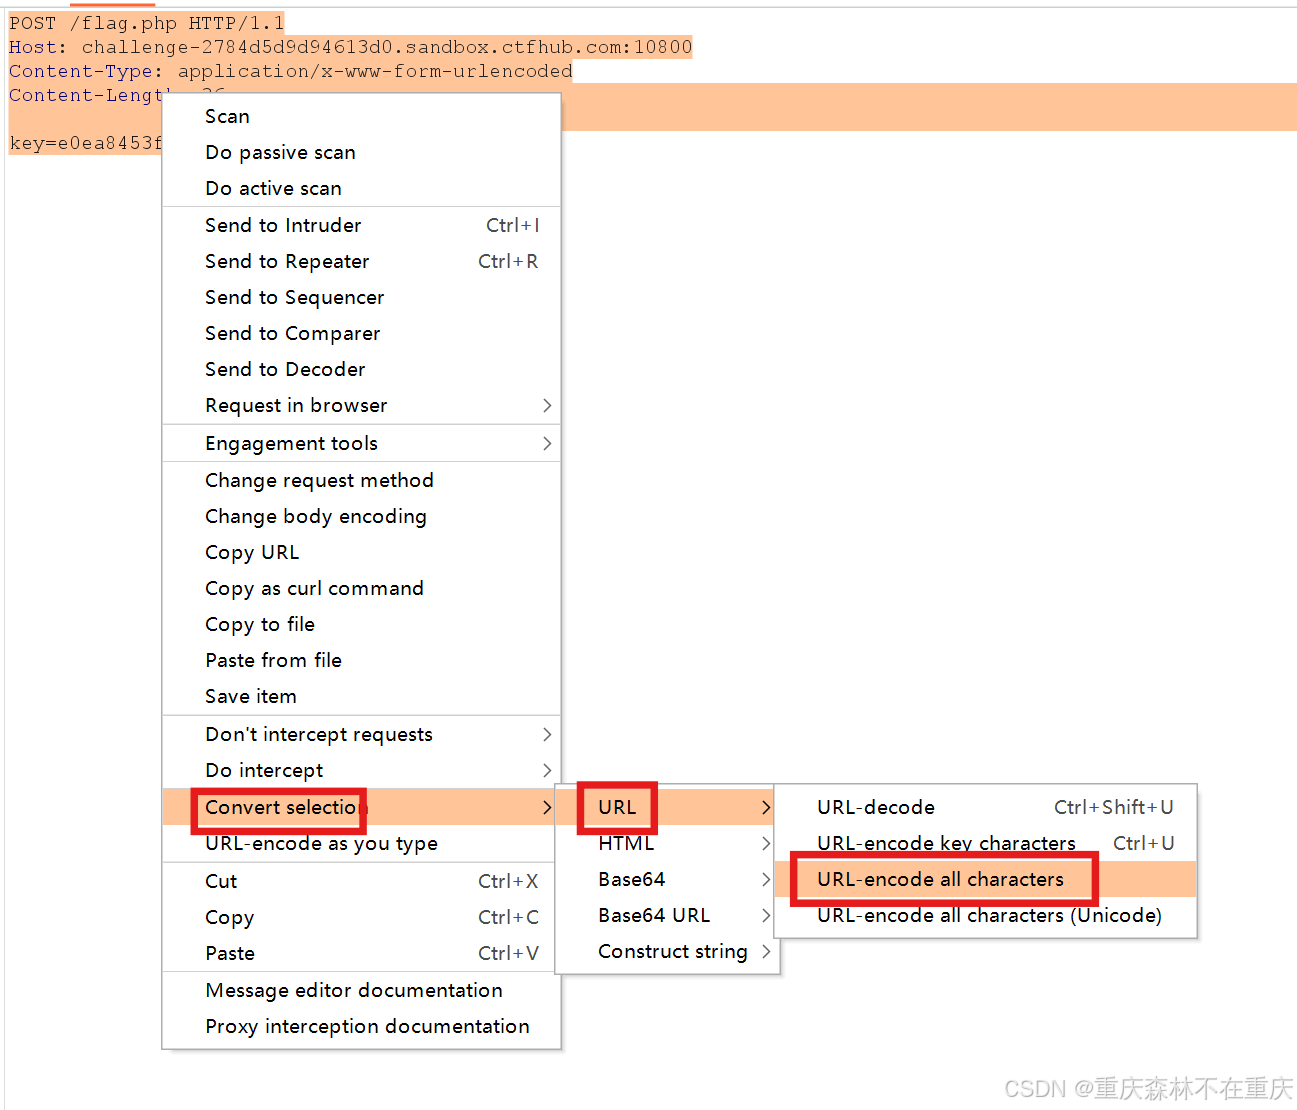 POST /flag.php HTTP/1.1
Host: challenge-2784d5d9d94613d0.sandbox.ctfhub.com:10800
Content-Type: application/x-www-form-urlencoded
Content-Length
key=e0ea8453f
Scan
Do passive scan
Do active scan
Send to Intruder Ctrl+I
Send to Repeater Ctrl+R
Send to Sequencer
Send to Comparer
Send to Decoder
Request in browser
Engagement tools
Change request method
Change body encoding
Copy URL
Copy as curl command
Copy to file
Paste from file
Save item
Don't intercept requests
Do intercept
Convert selection
URL-encode as you type
Cut Ctrl+X
Copy Ctrl+C
Paste Ctrl+V
Message editor documentation
Proxy interception documentation
URL
HTML
Base64
Base64 URL
Construct string
URL-decode Ctrl+Shift+U
URL-encode key characters Ctrl+U
URL-encode all characters
URL-encode all characters (Unicode)
CSDN @重庆森林不在重庆